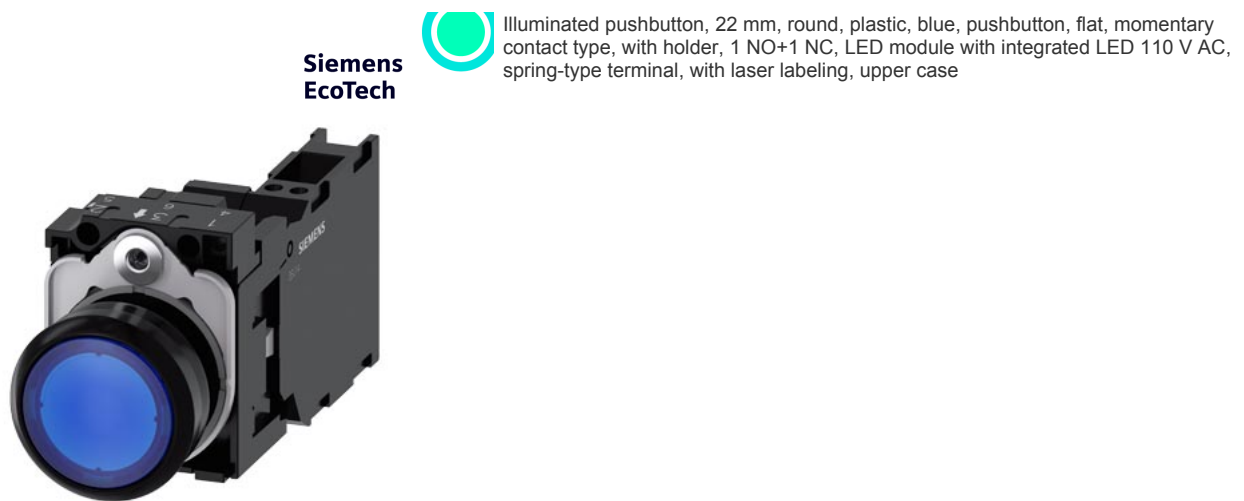 Illuminated pushbutton, 22 mm, round, plastic, blue, pushbutton, flat, momentary
contact type, with holder, 1 NO+1 NC, LED module with integrated LED 110 V AC,
spring-type terminal, with laser labeling, upper case
Siemens
EcoTech
SIEMENS